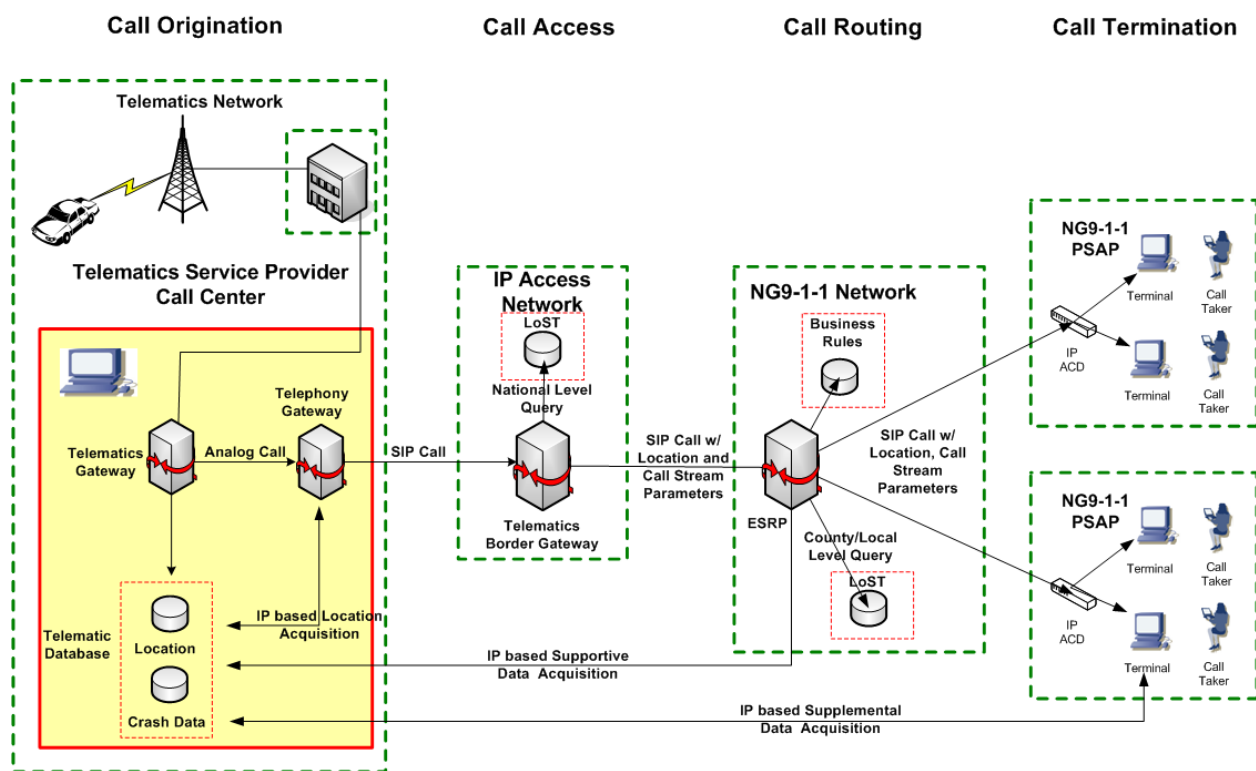 Call Origination
Call Access
Call Routing
Call Termination
Telematics Network
Telematics Service Provider
Call Center
Telephony
Gateway
Telematics
Gateway
Analog Call
SIP Call
Telematic
Database
Location
Crash Data
IP based Location
Acquisition
IP Access
Network
LoST
National Level
Query
Telematics
Border Gateway
SIP Call w/
Location and
Call Stream
Parameters
NG9-1-1 Network
Business
Rules
ESRP
County/Local
Level Query
LoST
SIP Call w/
Location, Call
Stream
Parameters
IP based Supportive
Data Acquisition
IP based Supplemental
Data Acquisition
NG9-1-1
PSAP
Terminal
Call
Taker
IP
ACD
Terminal
Call
Taker
NG9-1-1
PSAP
Terminal
Call
Taker
IP
ACD
Terminal
Call
Taker